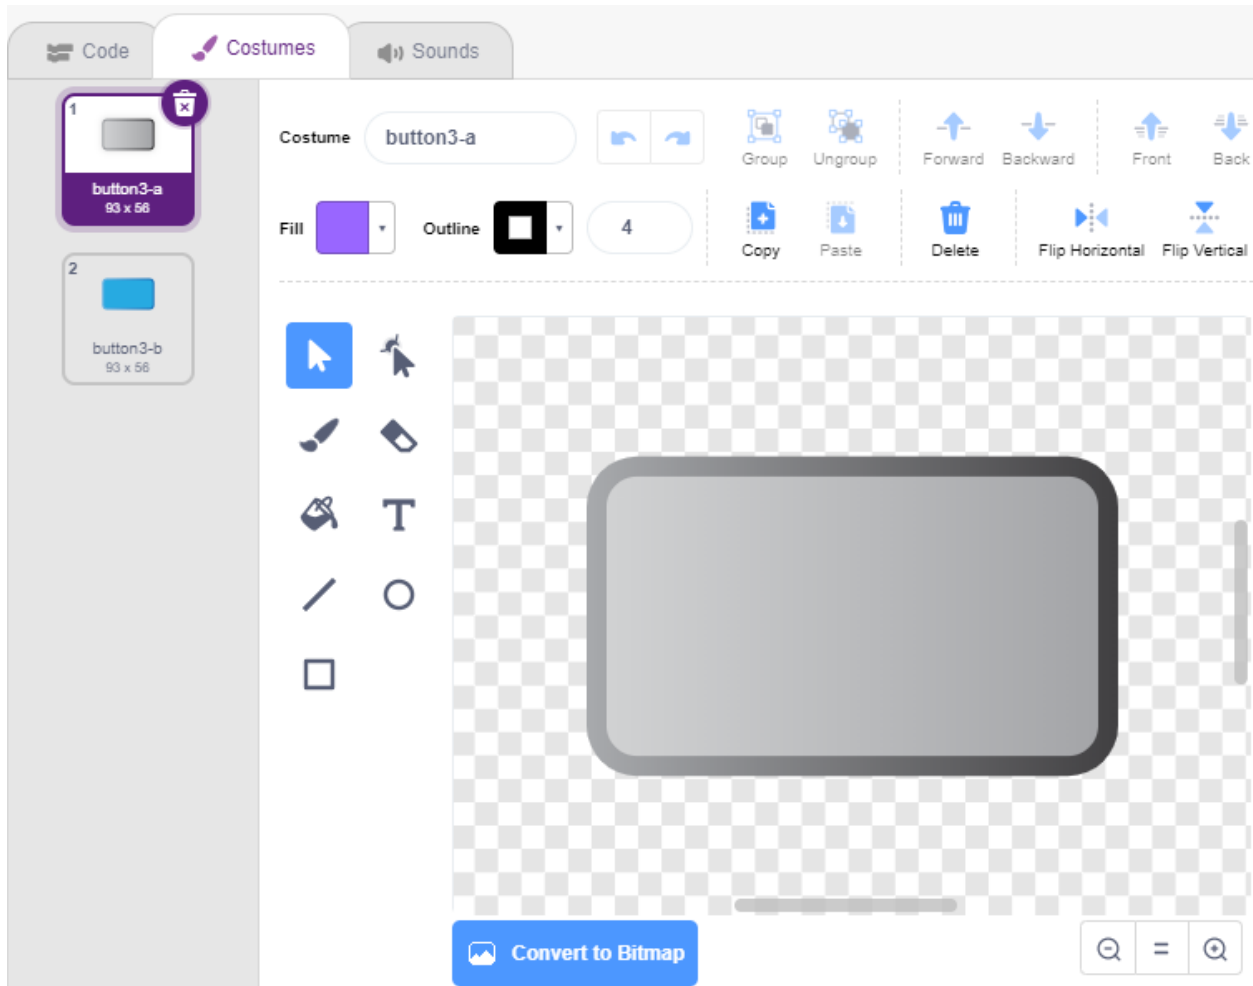 Code
Costumes
Sounds
1
button3-a
93 x 56
2
button3-b
93 x 56
Costume
button3-a
Group
Ungroup
Forward
Backward
Front
Back
Fill
Outline
4
Copy
Paste
Delete
Flip Horizontal
Flip Vertical
T
Convert to Bitmap